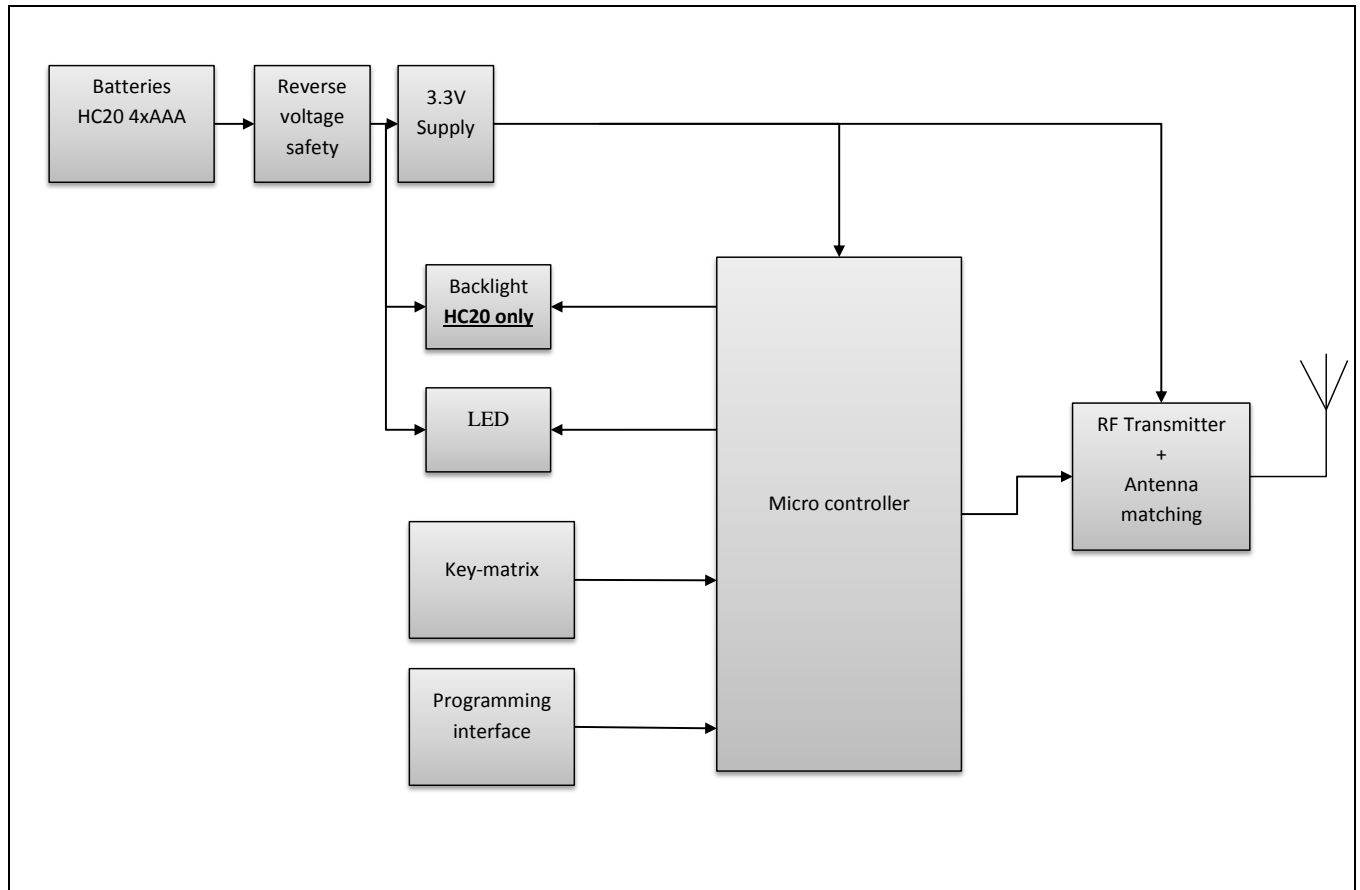 Batteries
HC20 4xAAA
Reverse
voltage
safety
3.3V
Supply
Backlight
HC20 only
LED
Key-matrix
Programming
interface
Micro controller
RF Transmitter
+
Antenna
matching